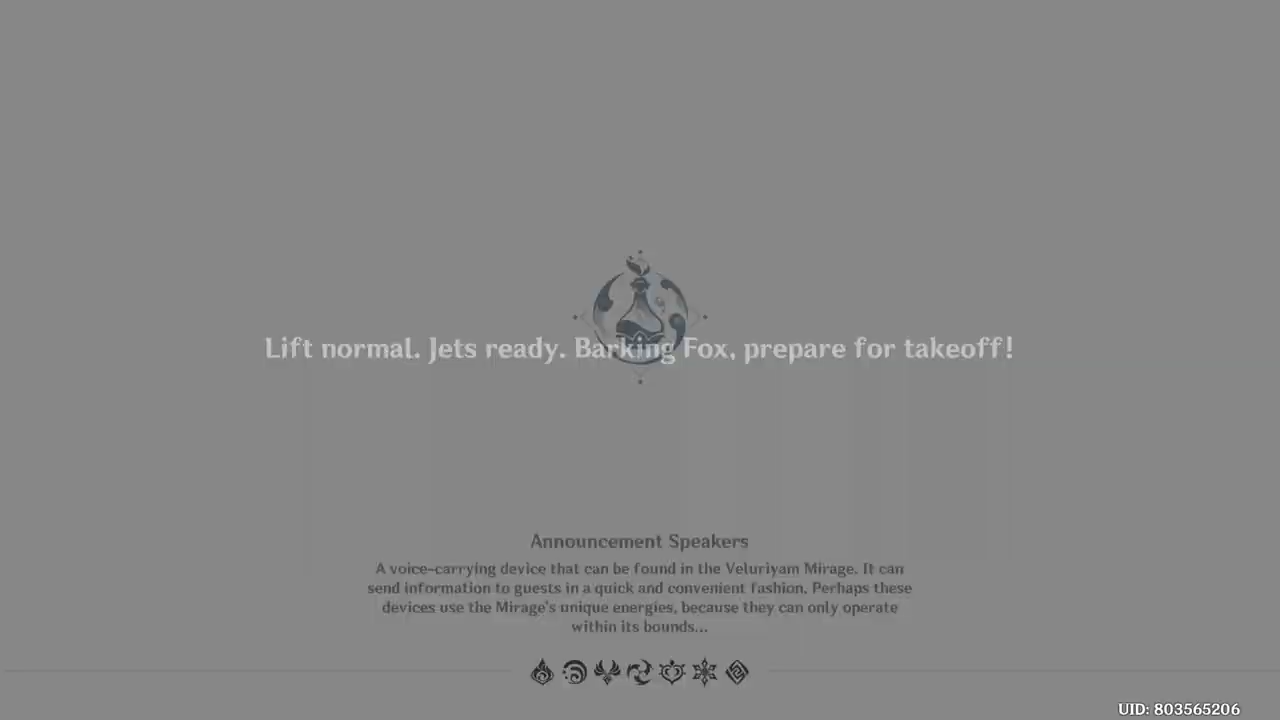 Lift normal. Jets ready. Barking Fox, prepare for takeoff!
Announcement Speakers
A voice-carrying device that can be found in the Veluriyam Mirage. It can
send information to guests in a quick and convenient fashion. Perhaps these
devices use the Mirage's unique energies, because they can only operate
within its bounds...
UID: 803565206